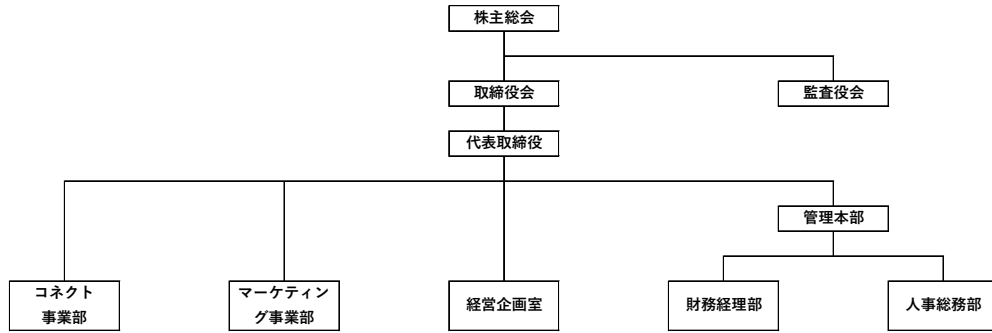 株主総会
取締役会
監査役会
代表取締役
管理本部
コネクト
事業部
マーケティン
グ事業部
経営企画室
財務経理部
人事総務部